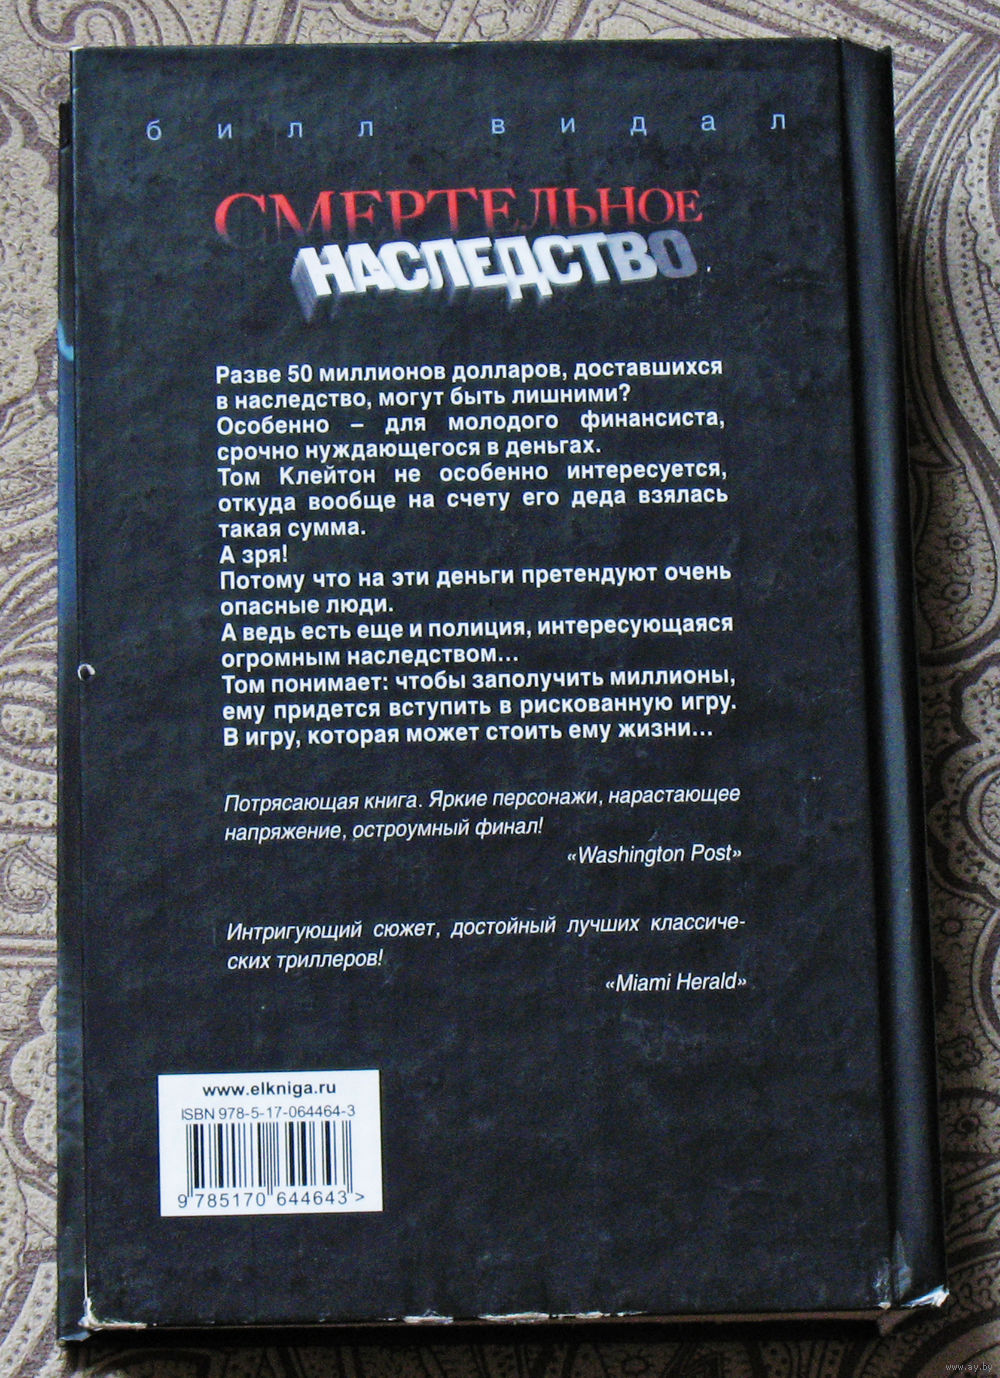 билл видал
СМЕРТЕЛЬНОЕ
НАСЛЕДСТВО
Разве 50 миллионов долларов, доставшихся
в наследство, могут быть лишними?
Особенно – для молодого финансиста,
срочно нуждающегося в деньгах.
Том Клейтон не особенно интересуется,
откуда вообще на счету его деда взялась
такая сумма.
А зря!
Потому что на эти деньги претендуют очень
опасные люди.
А ведь есть еще и полиция, интересующаяся
огромным наследством...
Том понимает: чтобы заполучить миллионы,
ему придется вступить в рискованную игру.
В игру, которая может стоить ему жизни...
Потрясающая книга. Яркие персонажи, нарастающее
напряжение, остроумный финал!
«Washington Post»
Интригующий сюжет, достойный лучших классиче-
ских триллеров!
«Miami Herald»
www.elkniga.ru
ISBN 978-5-17-064464-3
9 785170 644643 >
www.ay.by